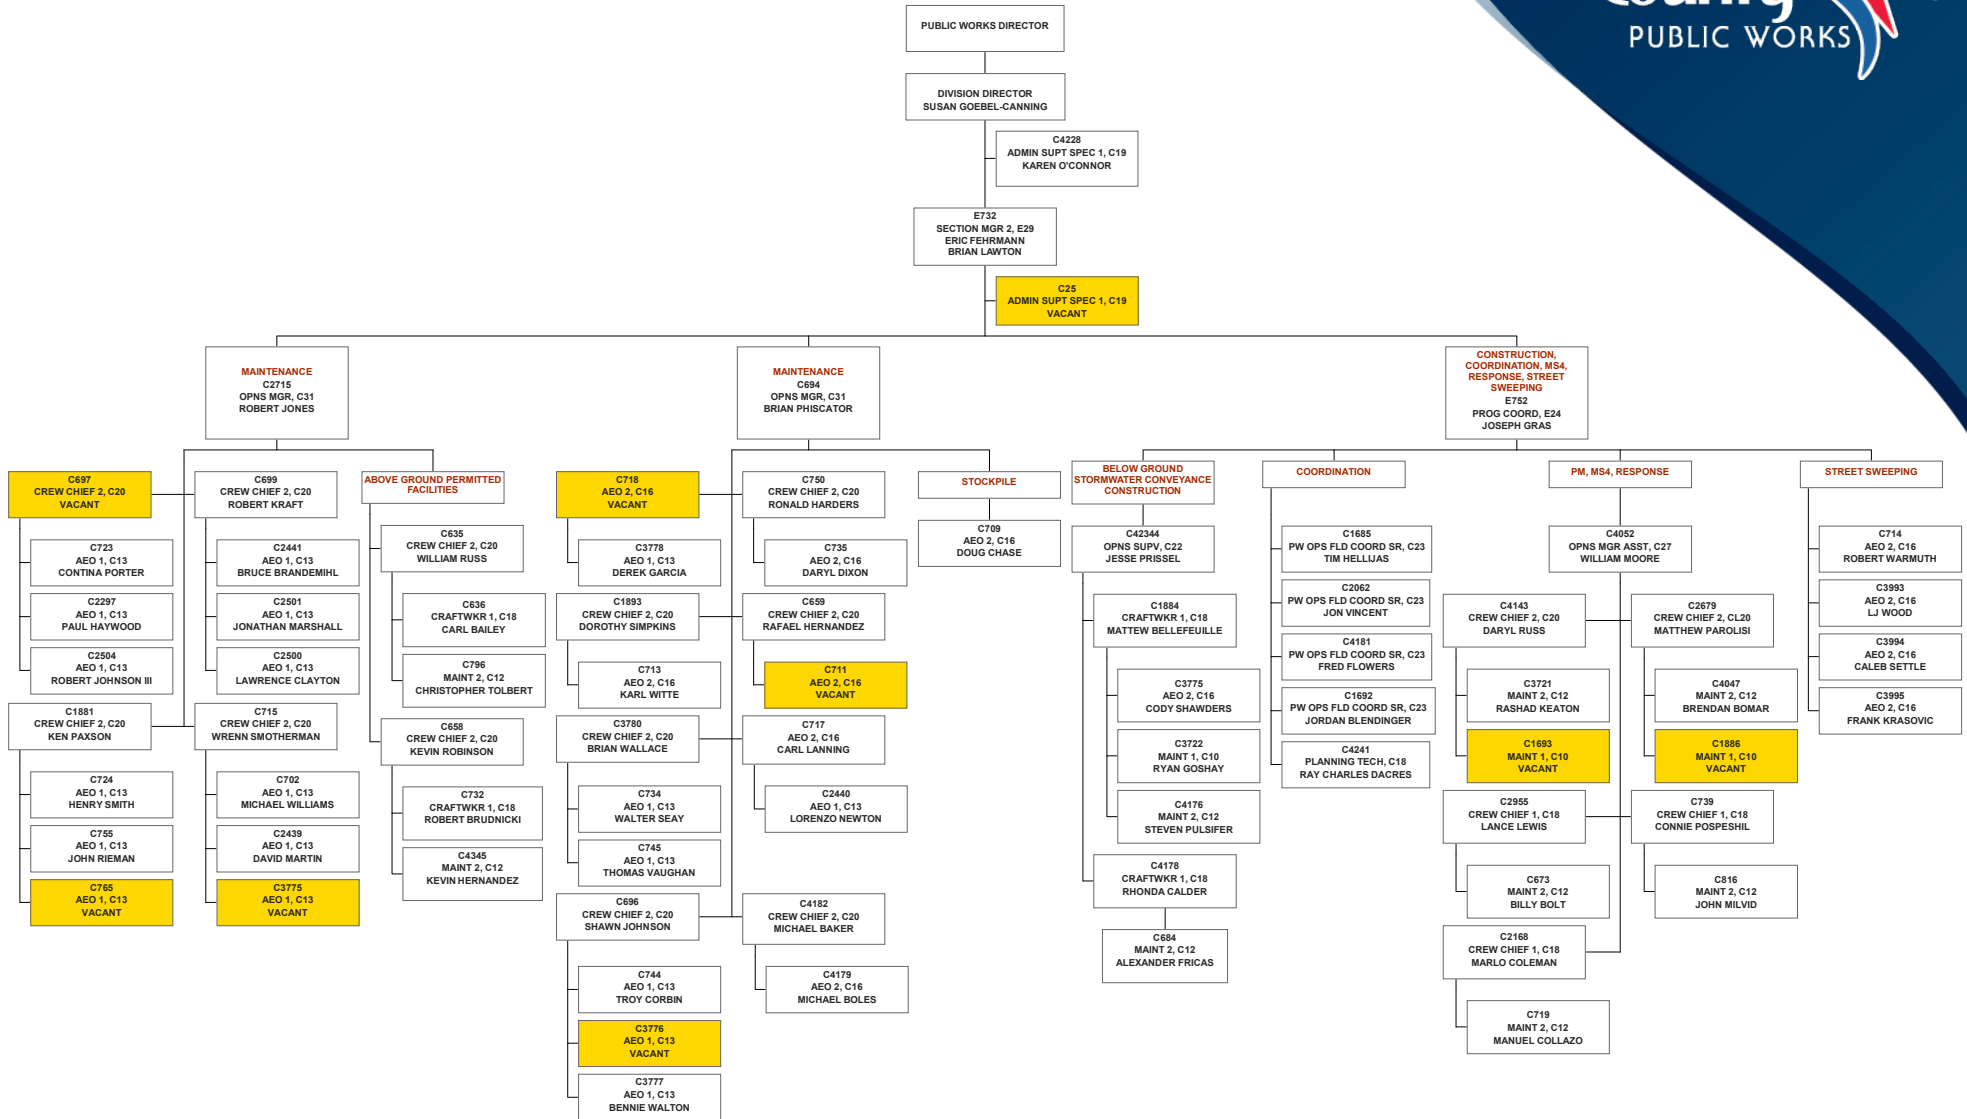 PUBLIC WORKS
PUBLIC WORKS DIRECTOR
DIVISION DIRECTOR
SUSAN GOEBEL-CANNING
C4228
ADMIN SUPT SPEC 1, C19
KAREN O'CONNOR
E732
SECTION MGR 2, E29
ERIC FEHRMANN
BRIAN LAWTON
C25
ADMIN SUPT SPEC 1, C19
VACANT
MAINTENANCE
C2715
OPNS MGR, C31
ROBERT JONES
MAINTENANCE
C694
OPNS MGR, C31
BRIAN PHISCATOR
CONSTRUCTION,
COORDINATION, MS4,
RESPONSE, STREET
SWEEPING
E752
PROG COORD, E24
JOSEPH GRAS
C697
CREW CHIEF 2, C20
VACANT
C723
AEO 1, C13
CONTINA PORTER
C2297
AEO 1, C13
PAUL HAYWOOD
C2504
AEO 1, C13
ROBERT JOHNSON III
C1881
CREW CHIEF 2, C20
KEN PAXSON
C724
AEO 1, C13
HENRY SMITH
C755
AEO 1, C13
JOHN RIEMAN
C765
AEO 1, C13
VACANT
C699
CREW CHIEF 2, C20
ROBERT KRAFT
C2441
AEO 1, C13
BRUCE BRANDEMIHL
C2501
AEO 1, C13
JONATHAN MARSHALL
C2500
AEO 1, C13
LAWRENCE CLAYTON
C715
CREW CHIEF 2, C20
WRENN SMOTHERMAN
C702
AEO 1, C13
MICHAEL WILLIAMS
C2439
AEO 1, C13
DAVID MARTIN
C3775
AEO 1, C13
VACANT
ABOVE GROUND PERMITTED
FACILITIES
C635
CREW CHIEF 2, C20
WILLIAM RUSS
C636
CRAFTWKR 1, C18
CARL BAILEY
C796
MAINT 2, C12
CHRISTOPHER TOLBERT
C658
CREW CHIEF 2, C20
KEVIN ROBINSON
C732
CRAFTWKR 1, C18
ROBERT BRUDNICKI
C4345
MAINT 2, C12
KEVIN HERNANDEZ
C718
AEO 2, C16
VACANT
C3778
AEO 1, C13
DEREK GARCIA
C1893
CREW CHIEF 2, C20
DOROTHY SIMPKINS
C713
AEO 2, C16
KARL WITTE
C3780
CREW CHIEF 2, C20
BRIAN WALLACE
C734
AEO 1, C13
WALTER SEAY
C745
AEO 1, C13
THOMAS VAUGHAN
C696
CREW CHIEF 2, C20
SHAWN JOHNSON
C744
AEO 1, C13
TROY CORBIN
C3776
AEO 1, C13
VACANT
C3777
AEO 1, C13
BENNIE WALTON
C750
CREW CHIEF 2, C20
RONALD HARDERS
C735
AEO 2, C16
DARYL DIXON
C659
CREW CHIEF 2, C20
RAFAEL HERNANDEZ
C711
AEO 2, C16
VACANT
C717
AEO 2, C16
CARL LANNING
C2440
AEO 1, C13
LORENZO NEWTON
C4182
CREW CHIEF 2, C20
MICHAEL BAKER
C4179
AEO 2, C16
MICHAEL BOLES
STOCKPILE
C709
AEO 2, C16
DOUG CHASE
BELOW GROUND
STORMWATER CONVEYANCE
CONSTRUCTION
C42344
OPNS SUPV, C22
JESSE PRISSEL
C1884
CRAFTWKR 1, C18
MATTEW BELLEFEUILLE
C3775
AEO 2, C16
CODY SHAWDERS
C3722
MAINT 1, C10
RYAN GOSHAY
C4176
MAINT 2, C12
STEVEN PULSIFER
C4178
CRAFTWKR 1, C18
RHONDA CALDER
C684
MAINT 2, C12
ALEXANDER FRICAS
COORDINATION
C1685
PW OPS FLD COORD SR, C23
TIM HELLIJAS
C2062
PW OPS FLD COORD SR, C23
JON VINCENT
C4181
PW OPS FLD COORD SR, C23
FRED FLOWERS
C1692
PW OPS FLD COORD SR, C23
JORDAN BLENDINGER
C4241
PLANNING TECH, C18
RAY CHARLES DACRES
PM, MS4, RESPONSE
C4052
OPNS MGR ASST, C27
WILLIAM MOORE
C4143
CREW CHIEF 2, C20
DARYL RUSS
C3721
MAINT 2, C12
RASHAD KEATON
C1693
MAINT 1, C10
VACANT
C2955
CREW CHIEF 1, C18
LANCE LEWIS
C673
MAINT 2, C12
BILLY BOLT
C2168
CREW CHIEF 1, C18
MARLO COLEMAN
C719
MAINT 2, C12
MANUEL COLLAZO
C2679
CREW CHIEF 2, CL20
MATTHEW PAROLISI
C4047
MAINT 2, C12
BRENDAN BOMAR
C1886
MAINT 1, C10
VACANT
C739
CREW CHIEF 1, C18
CONNIE POSPESHIL
C816
MAINT 2, C12
JOHN MILVID
STREET SWEEPING
C714
AEO 2, C16
ROBERT WARMUTH
C3993
AEO 2, C16
LJ WOOD
C3994
AEO 2, C16
CALEB SETTLE
C3995
AEO 2, C16
FRANK KRASOVIC